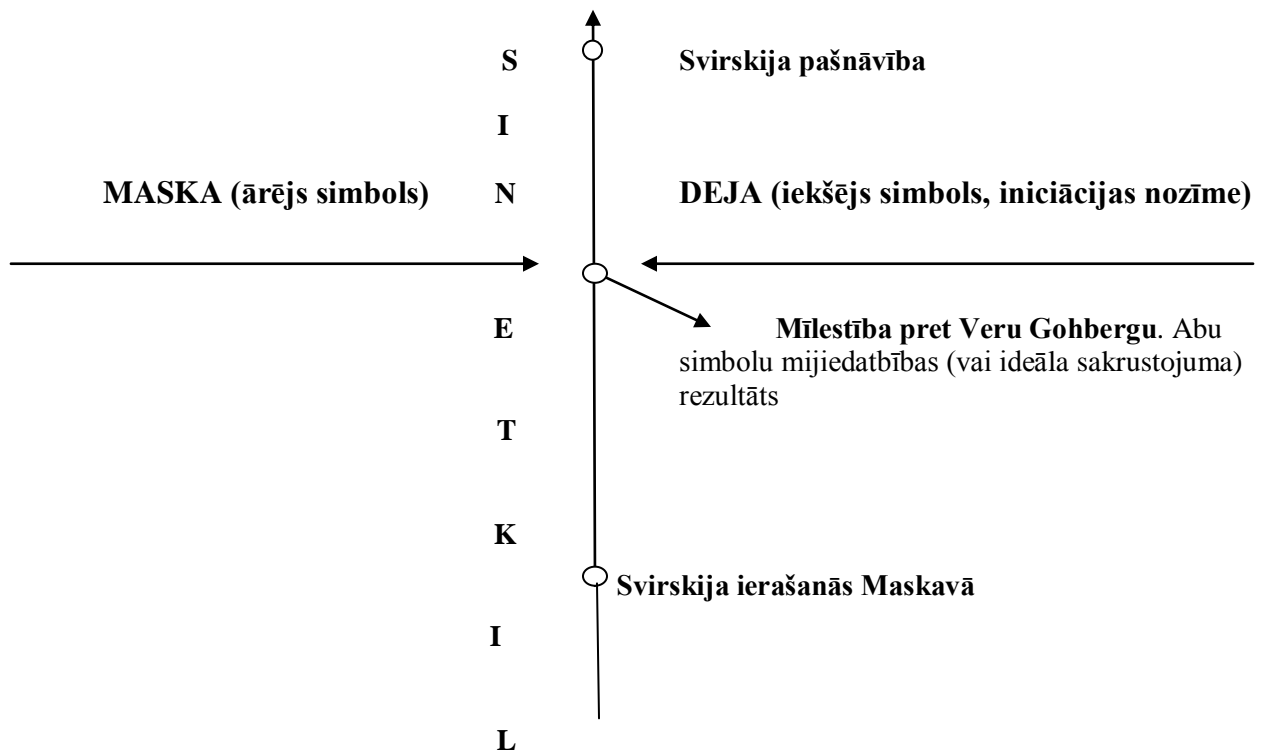 S
Svirskija pašnāvība
I
MASKA (ārējs simbols)
N
DEJA (iekšējs simbols, iniciācijas nozīme)
E
Mīlestība pret Veru Gohbergu. Abu
simbolu mijiedatbības (vai ideāla sakrustojuma)
rezultāts
T
K
Svirskija ierašanās Maskavā
I
L